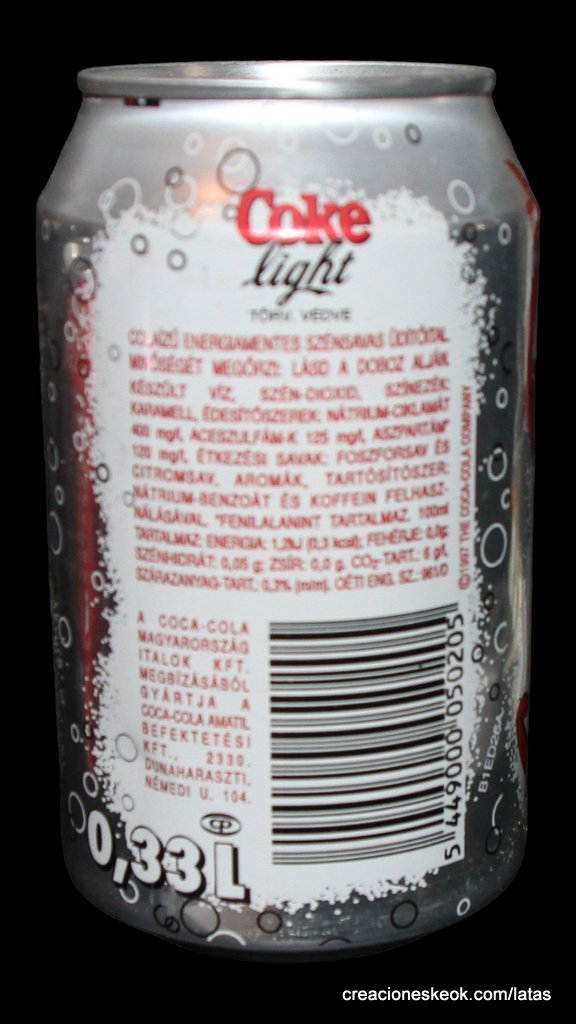 Coke
light
TÖRV. VÉDVE
COLAÍZŰ ENERGIAMENTES SZÉNSAVAS ÜDÍTŐITAL
MINŐSÉGÉT MEGŐRZI: LÁSD A DOBOZ ALJÁN.
KÉSZÜLT VÍZ, SZÉN-DIOXID, SZÍNEZÉK:
KARAMELL, ÉDESÍTŐSZEREK: NÁTRIUM-CIKLAMÁT
400 mg/l, ACESZULFÁM-K 125 mg/l, ASZPARTÁM*
120 mg/l, ÉTKEZÉSI SAVAK: FOSZFORSAV ÉS
CITROMSAV, AROMÁK, TARTÓSÍTÓSZER:
NÁTRIUM-BENZOÁT ÉS KOFFEIN FELHASZ-
NÁLÁSÁVAL. *FENILALANINT TARTALMAZ. 100ml
TARTALMAZ: ENERGIA: 1,2kJ (0,3 kcal); FEHÉRJE: 0,0g;
SZÉNHIDRÁT: 0,05 g; ZSÍR: 0,0 g. CO₂-TART.: 6 g/l,
SZÁRAZANYAG-TART.: 0,2% (m/m). OÉTI ENG. SZ.:
©1997 THE COCA-COLA COMPANY
A COCA-COLA
MAGYARORSZÁG
ITALOK KFT.
MEGBÍZÁSÁBÓL
GYÁRTJA A
COCA-COLA AMATIL
BEFEKTETÉSI
KFT., 2330.
DUNAHARASZTI,
NÉMEDI U. 104.
5 449000 050205
B1ED26A
0,33 L
creacioneskeok.com/latas